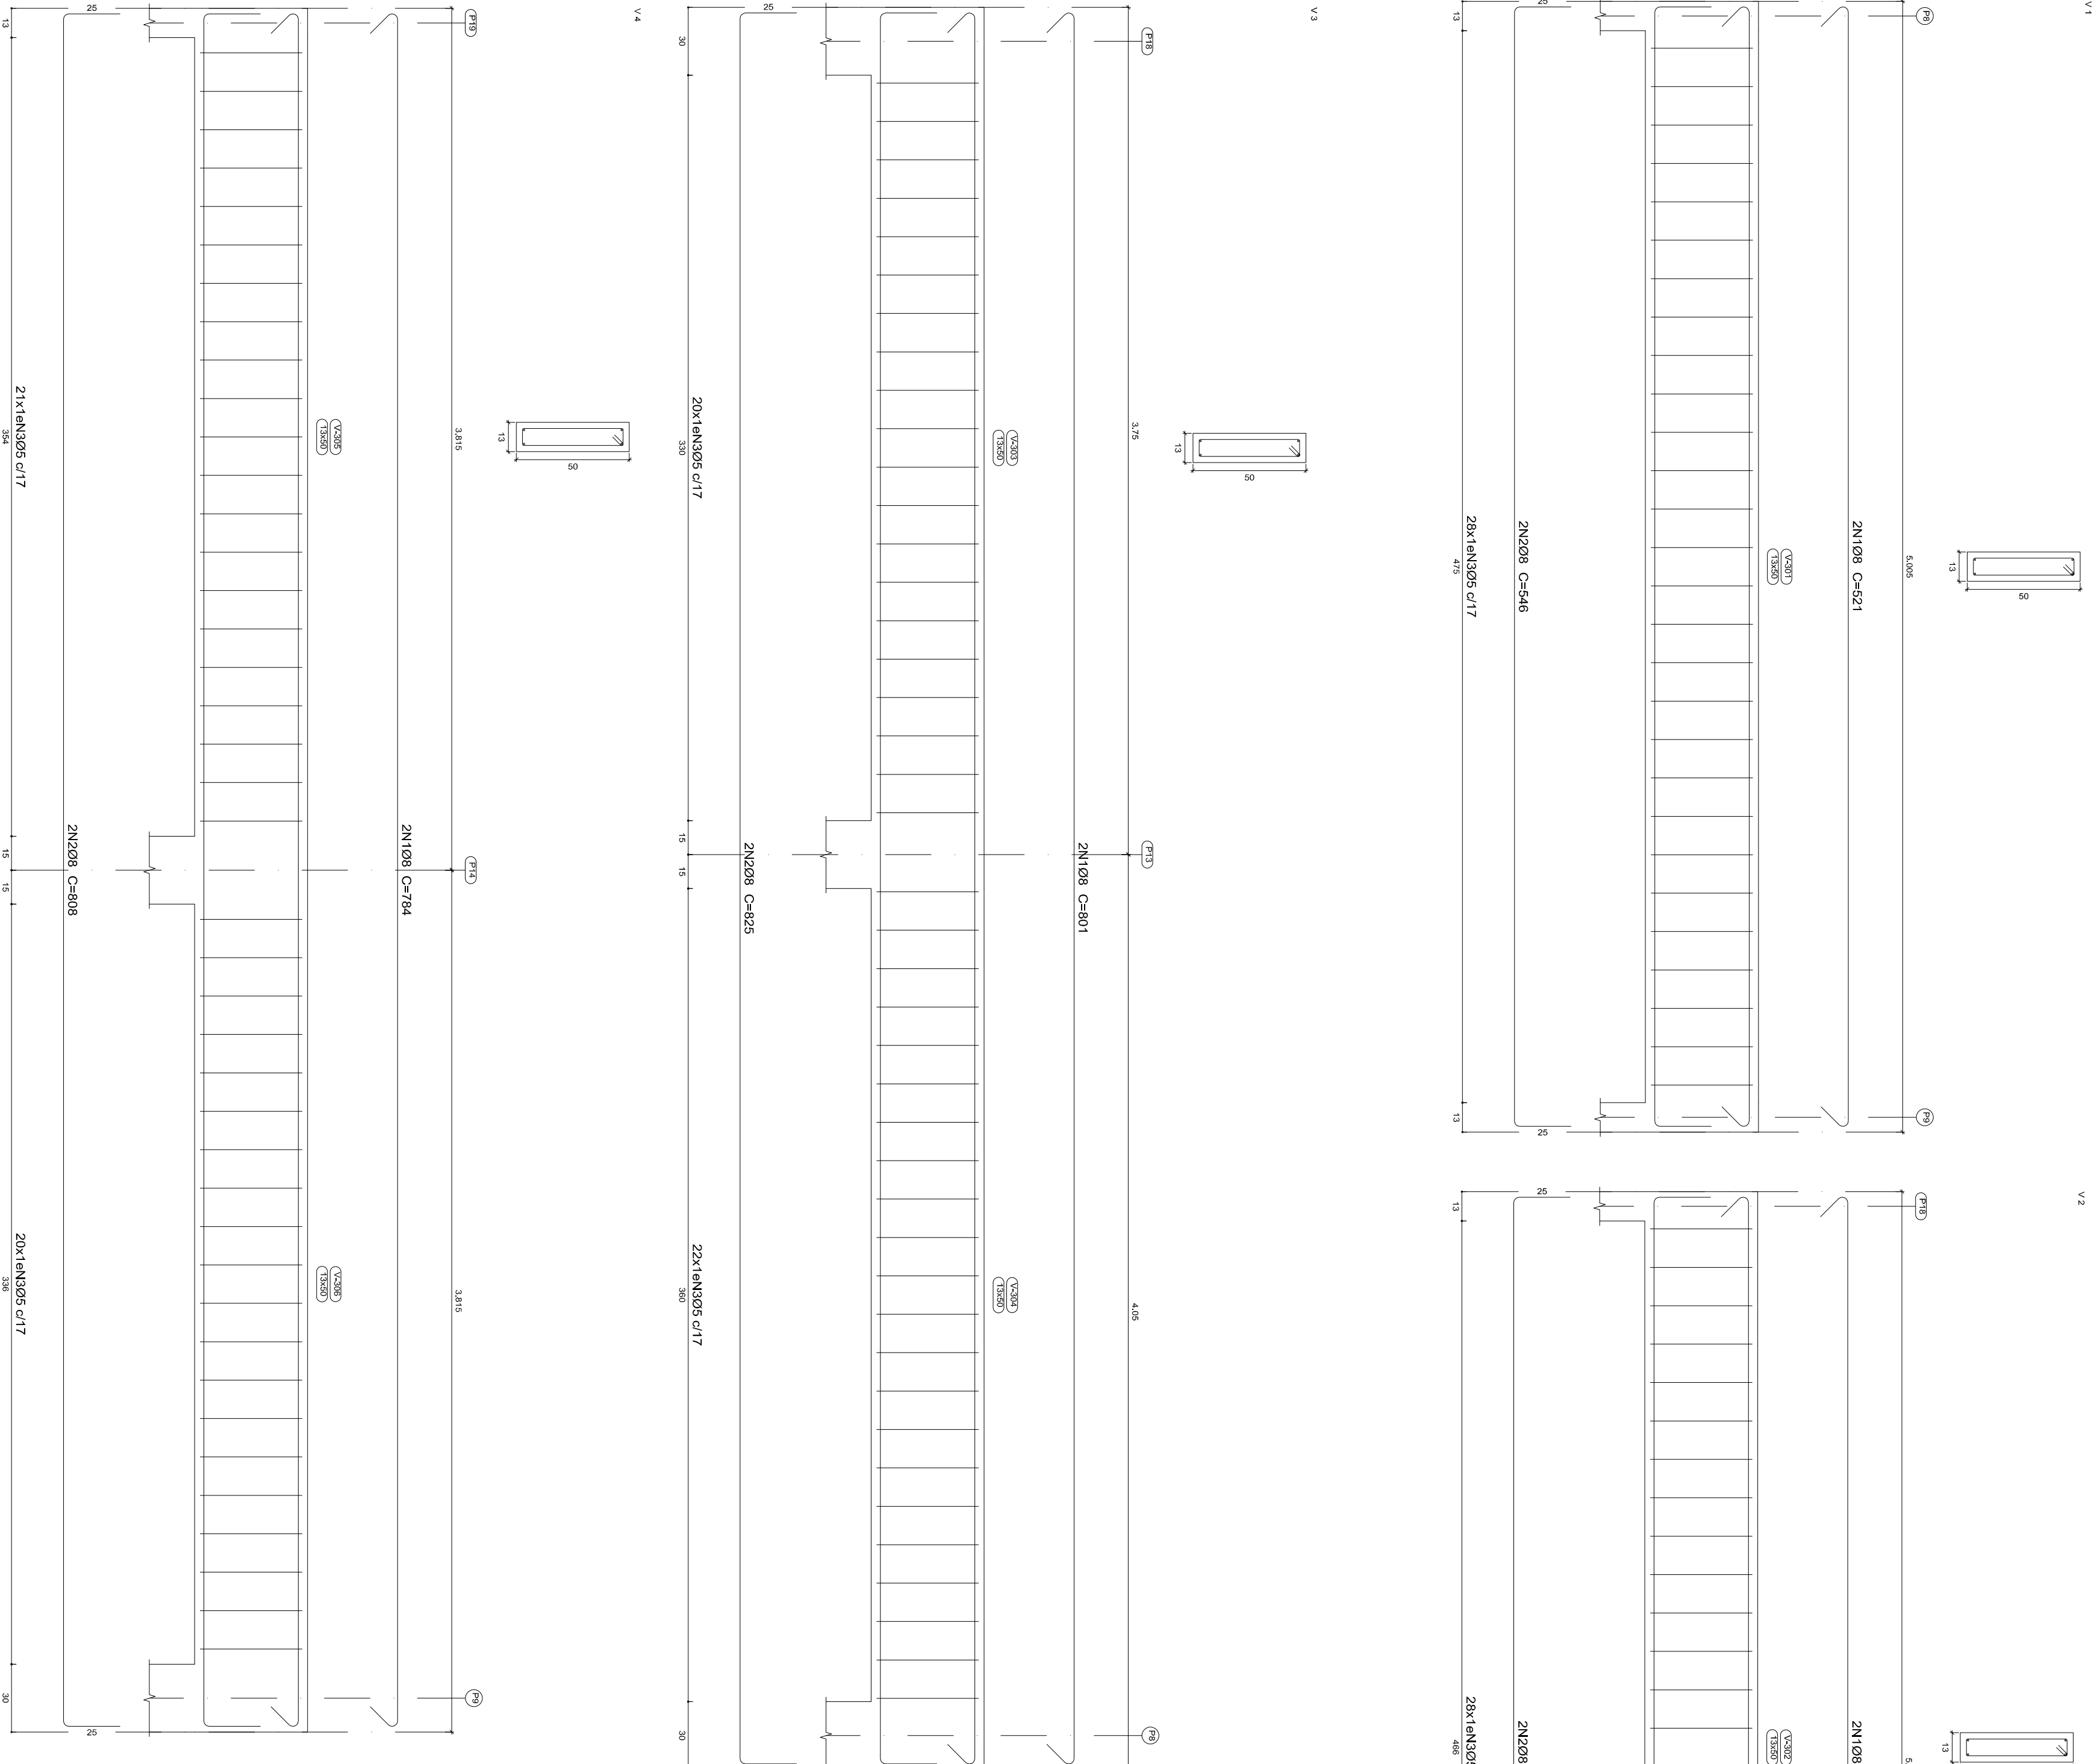 V 1
50
13
P8
5.005
P9
2N1Ø8 C=521
V-301
13x50
25
25
2N2Ø8 C=546
28x1eN3Ø5 c/17
13
475
13
V 2
13
P18
2N1Ø8
V-302
13x50
25
2N2Ø8
13
466
V 3
50
13
P18
3.75
P13
4.05
P8
2N1Ø8 C=801
V-303
13x50
V-304
13x50
25
2N2Ø8 C=825
20x1eN3Ø5 c/17
22x1eN3Ø5 c/17
30
330
15
15
360
30
V 4
50
13
P19
3.815
P14
3.815
P9
2N1Ø8 C=784
V-305
13x50
V-306
13x50
25
25
2N2Ø8 C=808
21x1eN3Ø5 c/17
20x1eN3Ø5 c/17
13
354
15
15
336
30